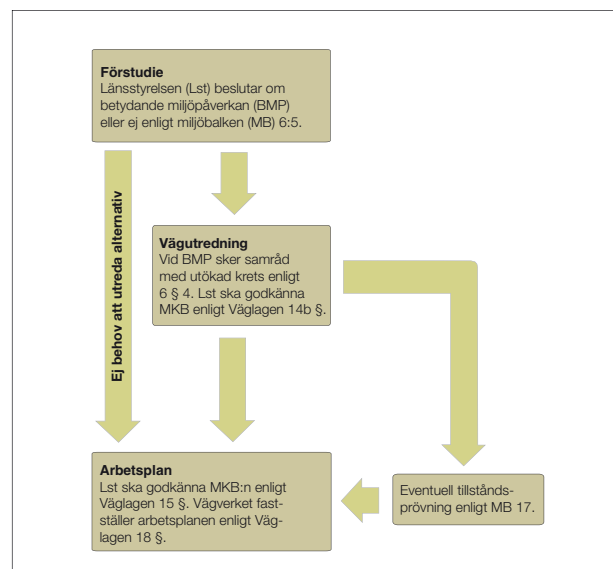 Förstudie
Länsstyrelsen (Lst) beslutar om
betydande miljöpåverkan (BMP)
eller ej enligt miljöbalken (MB) 6:5.
Ej behov att utreda alternativ
Vägutredning
Vid BMP sker samråd
med utökad krets enligt
6 § 4. Lst ska godkänna
MKB enligt Väglagen 14b §.
Arbetsplan
Lst ska godkänna MKB:n enligt
Väglagen 15 §. Vägverket fast-
ställer arbetsplanen enligt Väg-
lagen 18 §.
Eventuell tillstånds-
prövning enligt MB 17.